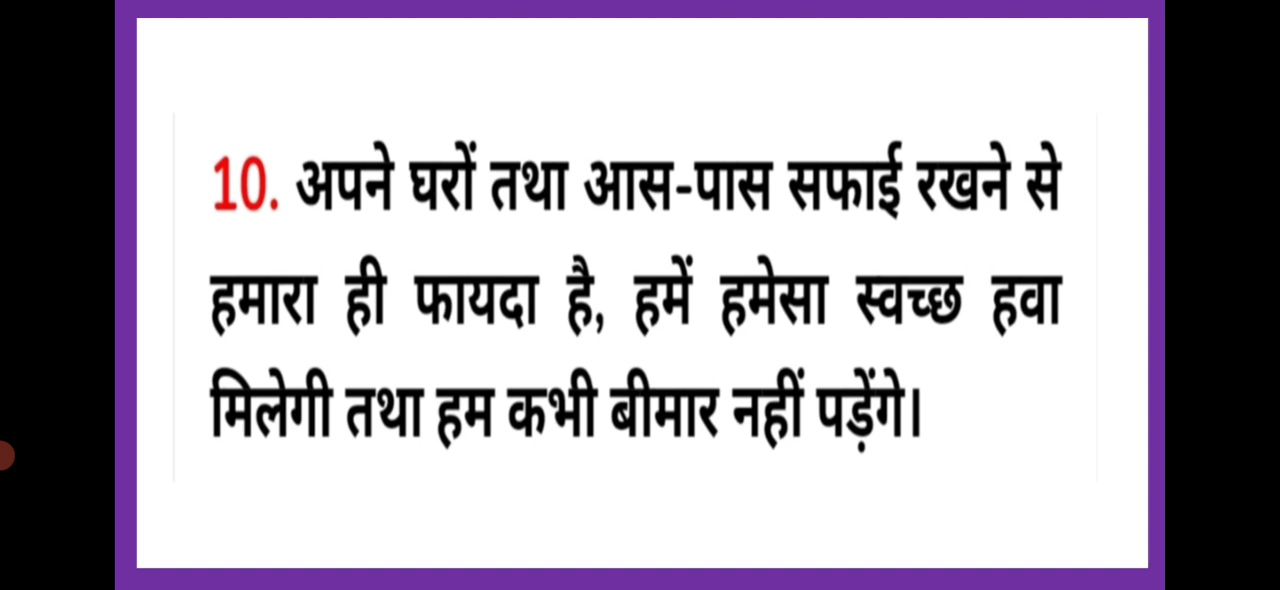 10. अपने घरों तथा आस-पास सफाई रखने से
हमारा ही फायदा है, हमें हमेसा स्वच्छ हवा
मिलेगी तथा हम कभी बीमार नहीं पड़ेंगे।